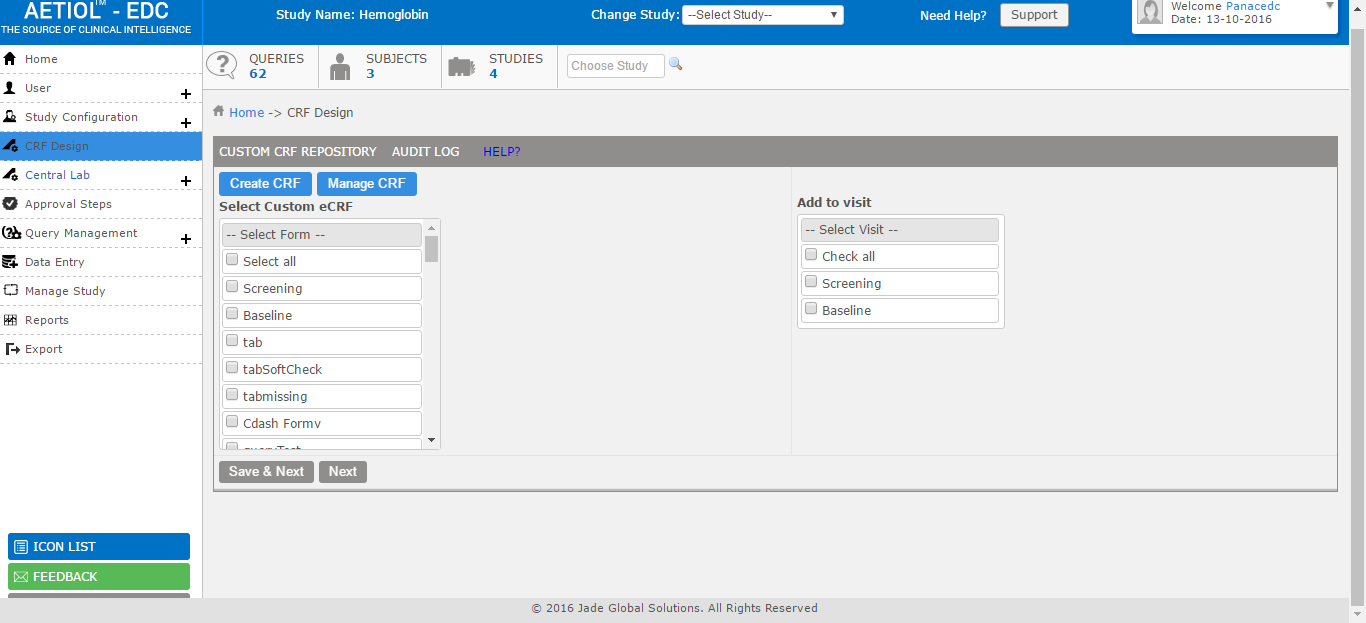 AETIOL™ - EDC
THE SOURCE OF CLINICAL INTELLIGENCE
Study Name: Hemoglobin
Change Study: --Select Study--
Need Help?
Support
Welcome Panacedc
Date: 13-10-2016
Home
User
Study Configuration
CRF Design
Central Lab
Approval Steps
Query Management
Data Entry
Manage Study
Reports
Export
ICON LIST
FEEDBACK
QUERIES
62
SUBJECTS
3
STUDIES
4
Choose Study
Home -> CRF Design
CUSTOM CRF REPOSITORY AUDIT LOG HELP?
Create CRF Manage CRF
Select Custom eCRF
-- Select Form --
Select all
Screening
Baseline
tab
tabSoftCheck
tabmissing
Cdash Formv
Add to visit
-- Select Visit --
Check all
Screening
Baseline
Save & Next Next
© 2016 Jade Global Solutions. All Rights Reserved